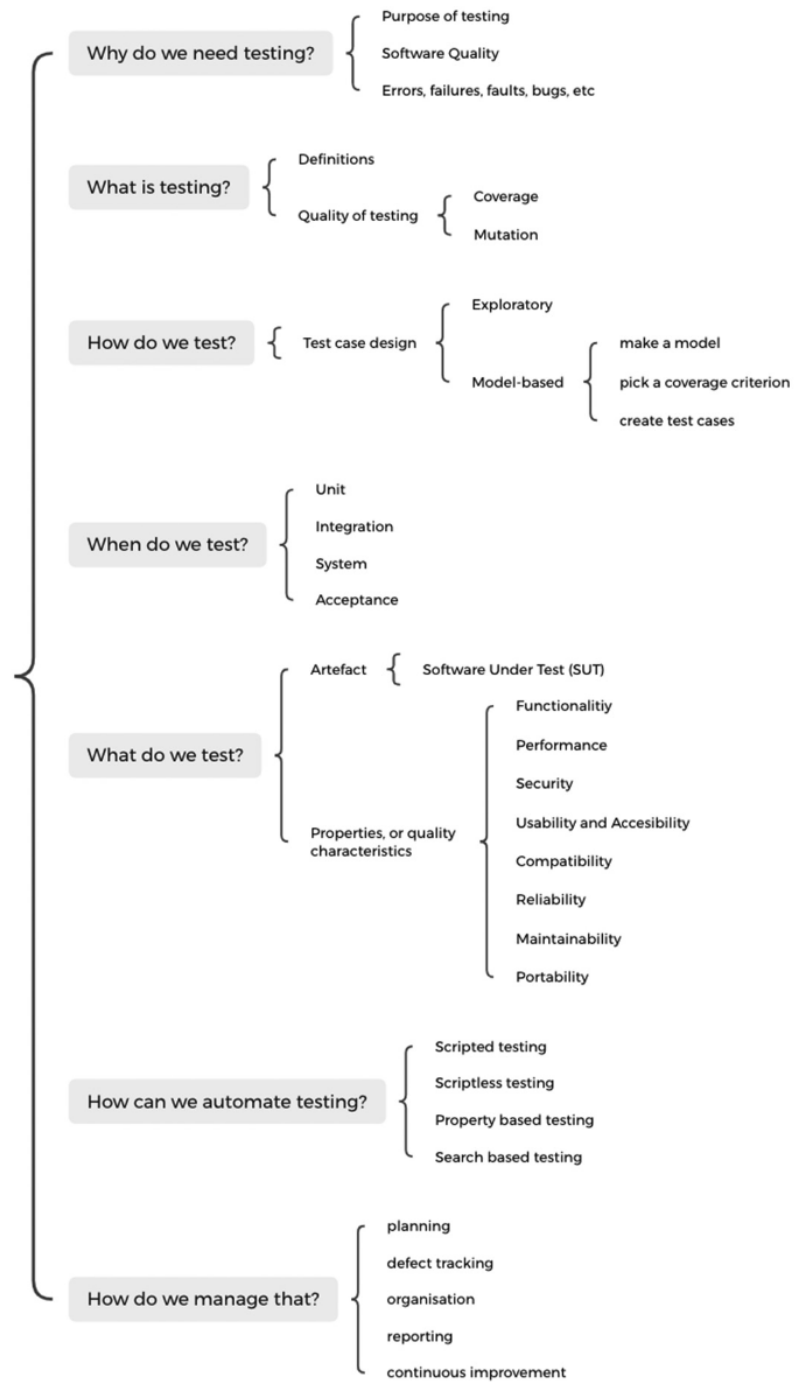 Why do we need testing?
Purpose of testing
Software Quality
Errors, failures, faults, bugs, etc
What is testing?
Definitions
Quality of testing
Coverage
Mutation
How do we test?
Test case design
Exploratory
Model-based
make a model
pick a coverage criterion
create test cases
When do we test?
Unit
Integration
System
Acceptance
What do we test?
Artefact
Software Under Test (SUT)
Properties, or quality
characteristics
Functionalitiy
Performance
Security
Usability and Accesibility
Compatibility
Reliability
Maintainability
Portability
How can we automate testing?
Scripted testing
Scriptless testing
Property based testing
Search based testing
How do we manage that?
planning
defect tracking
organisation
reporting
continuous improvement